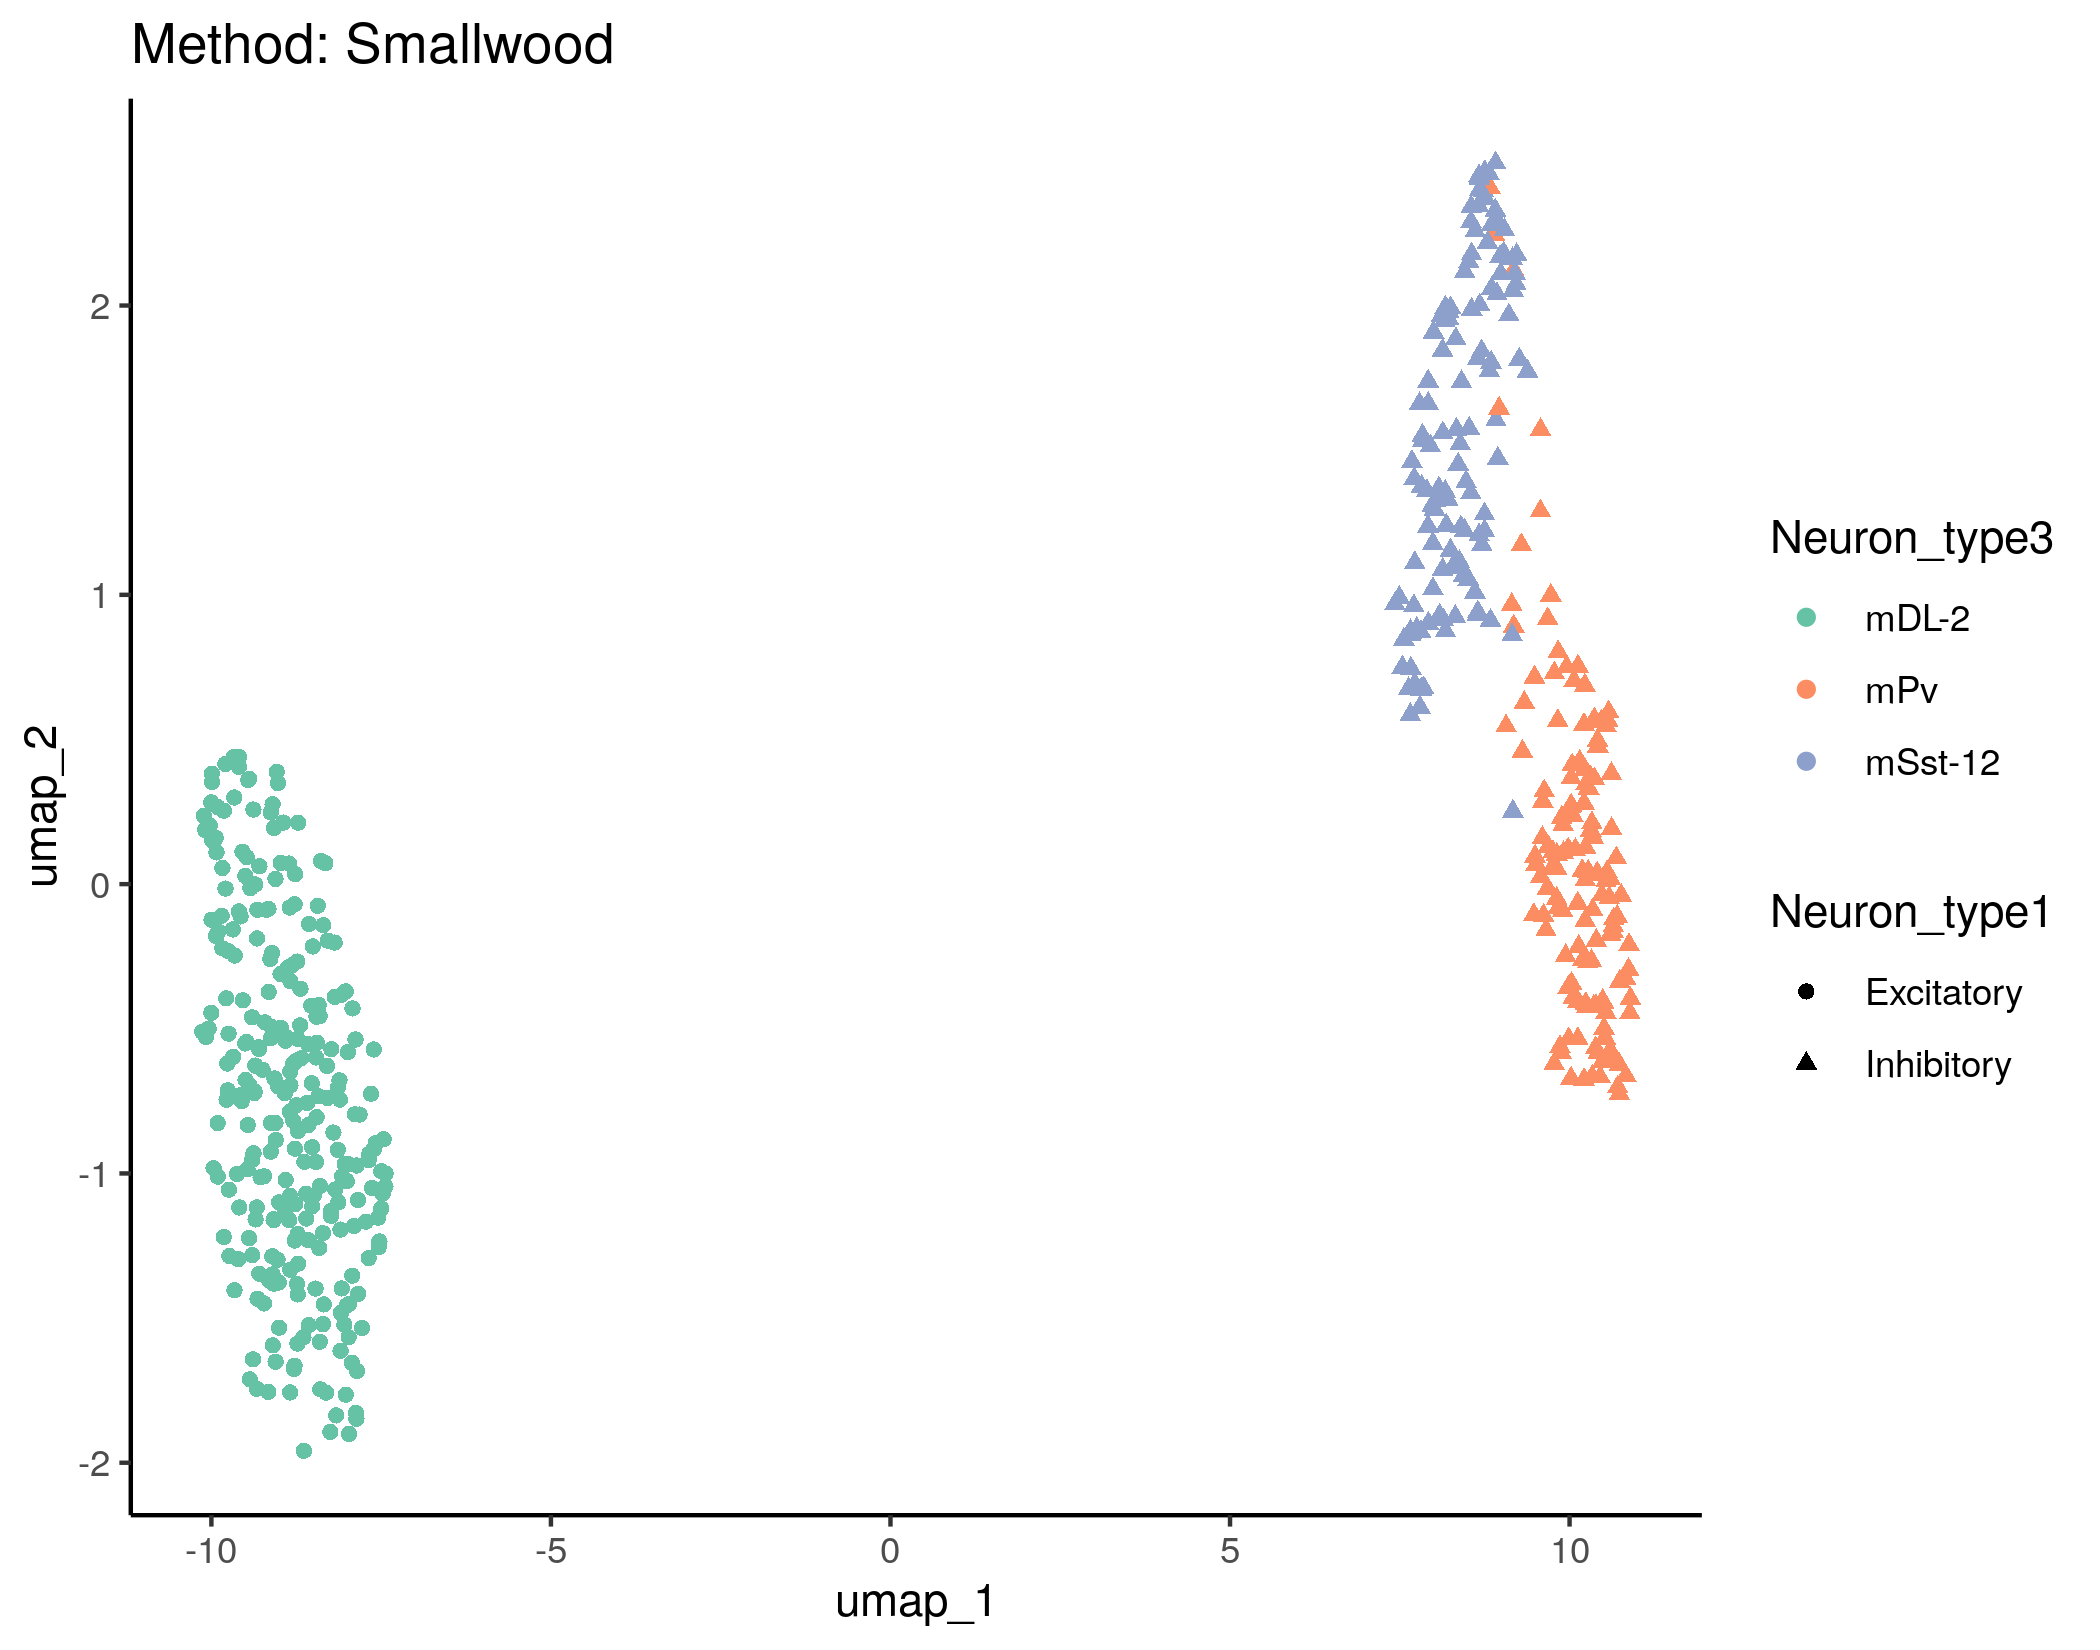 Method: Smallwood
umap_2
2
1
0
-1
-2
-10
-5
0
5
10
umap_1
Neuron_type3
mDL-2
mPv
mSst-12
Neuron_type1
Excitatory
Inhibitory